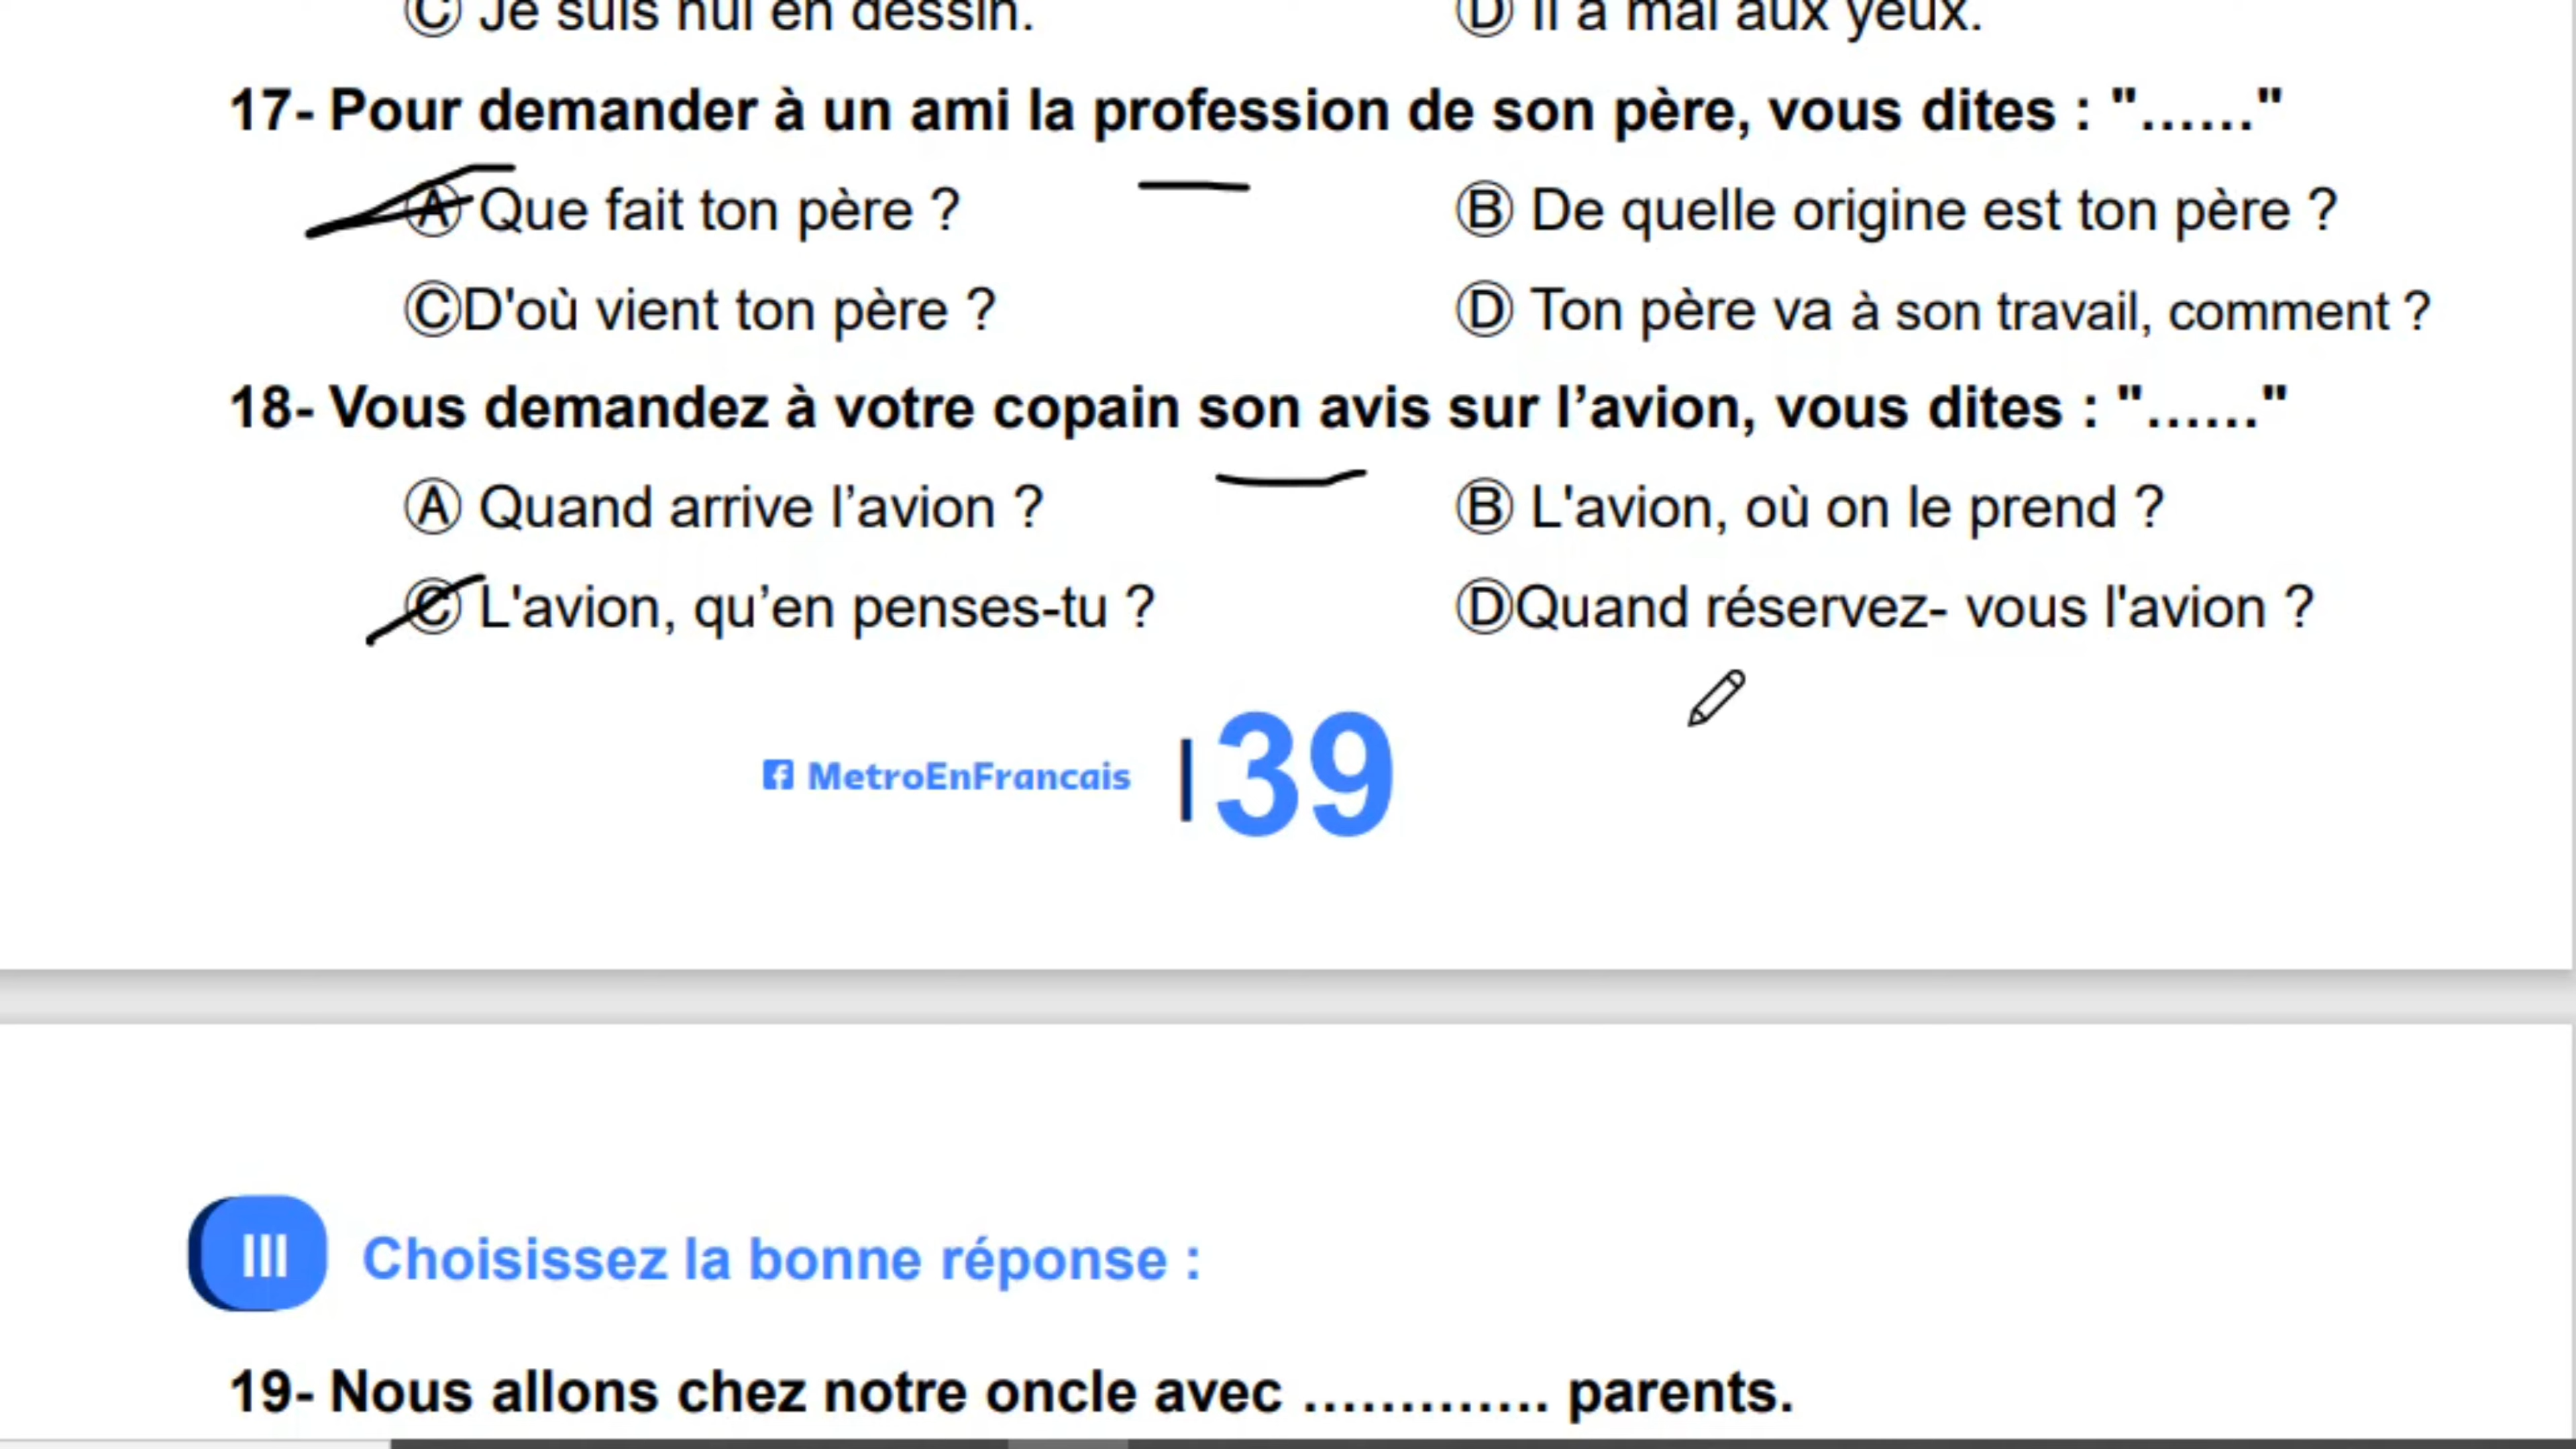 Ⓒ Je suis nul en dessin. Ⓓ Il a mal aux yeux.
17- Pour demander à un ami la profession de son père, vous dites : "......"
Ⓐ Que fait ton père ? Ⓑ De quelle origine est ton père ?
ⒸD'où vient ton père ? Ⓓ Ton père va à son travail, comment ?
18- Vous demandez à votre copain son avis sur l’avion, vous dites : "......"
Ⓐ Quand arrive l’avion ? Ⓑ L'avion, où on le prend ?
Ⓒ L'avion, qu’en penses-tu ? ⒹQuand réservez- vous l'avion ?
MetroEnFrancais | 39
III Choisissez la bonne réponse :
19- Nous allons chez notre oncle avec ............. parents.